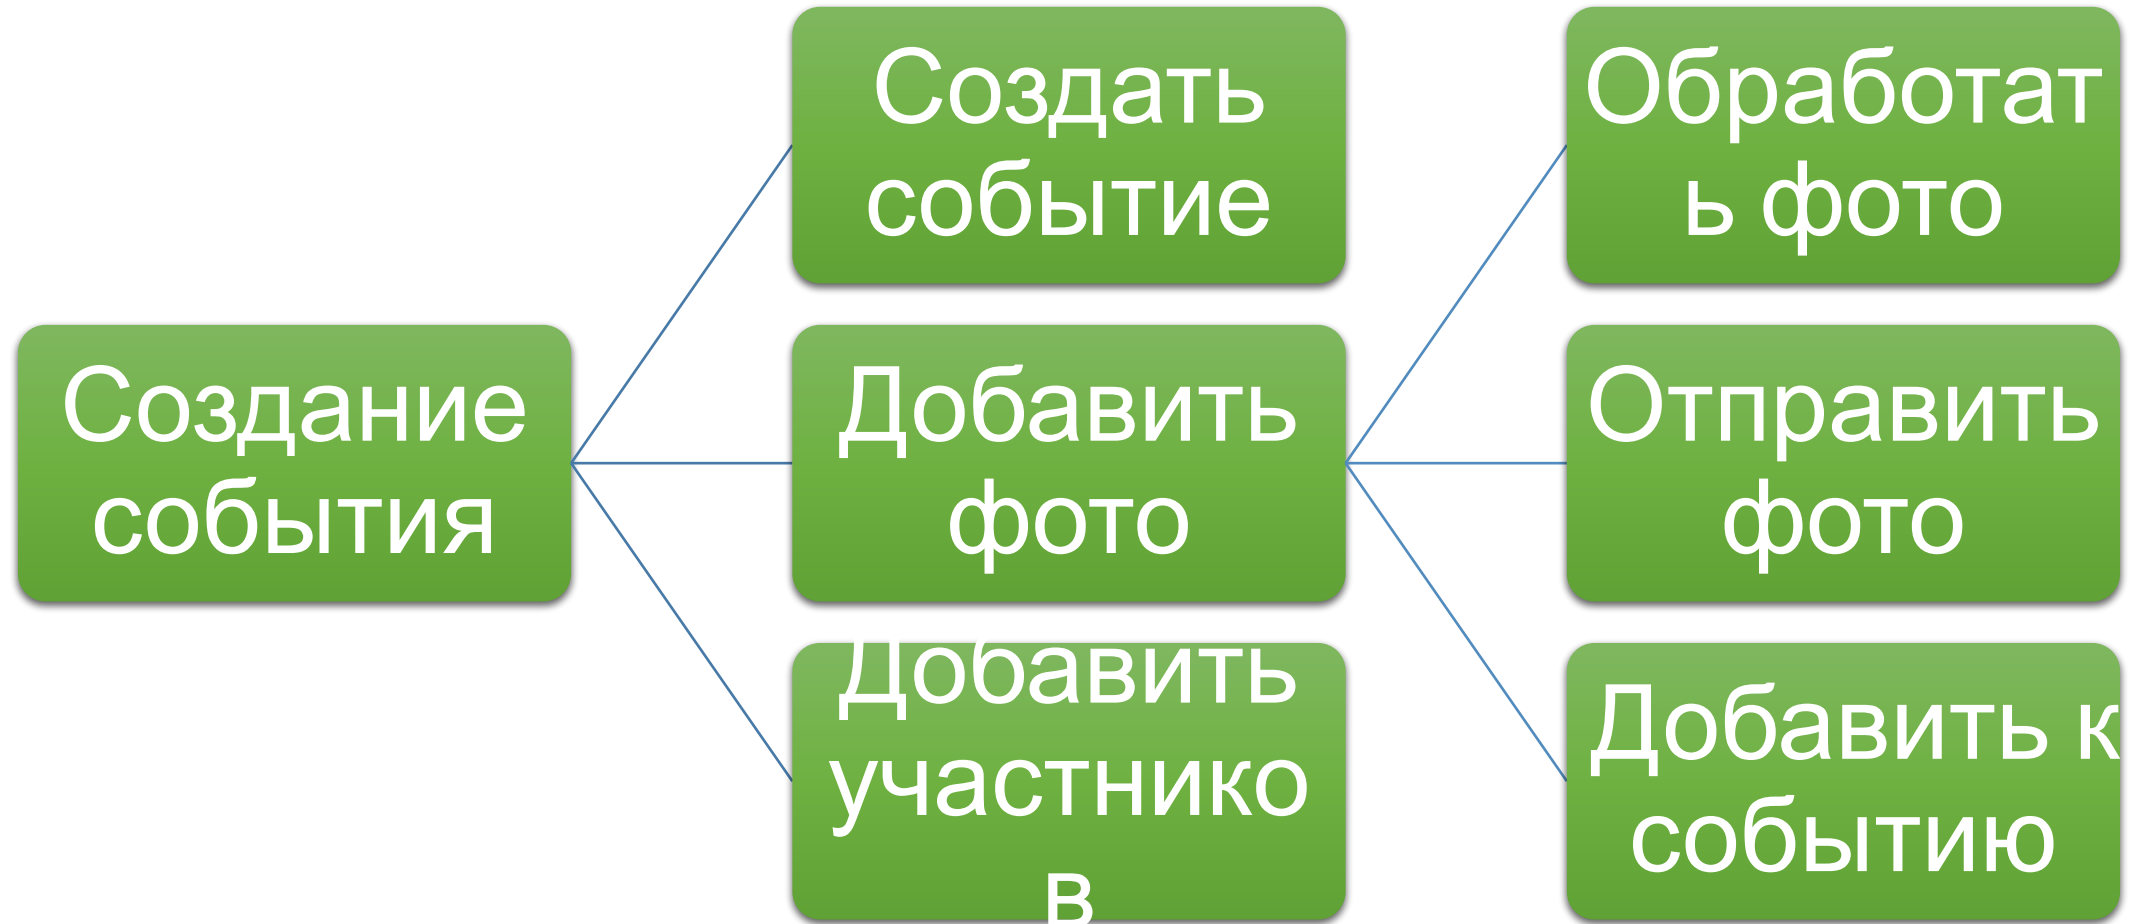 Создание
события
Создать
событие
Добавить
фото
Добавить
участнико
в
Обработат
ь фото
Отправить
фото
Добавить к
событию